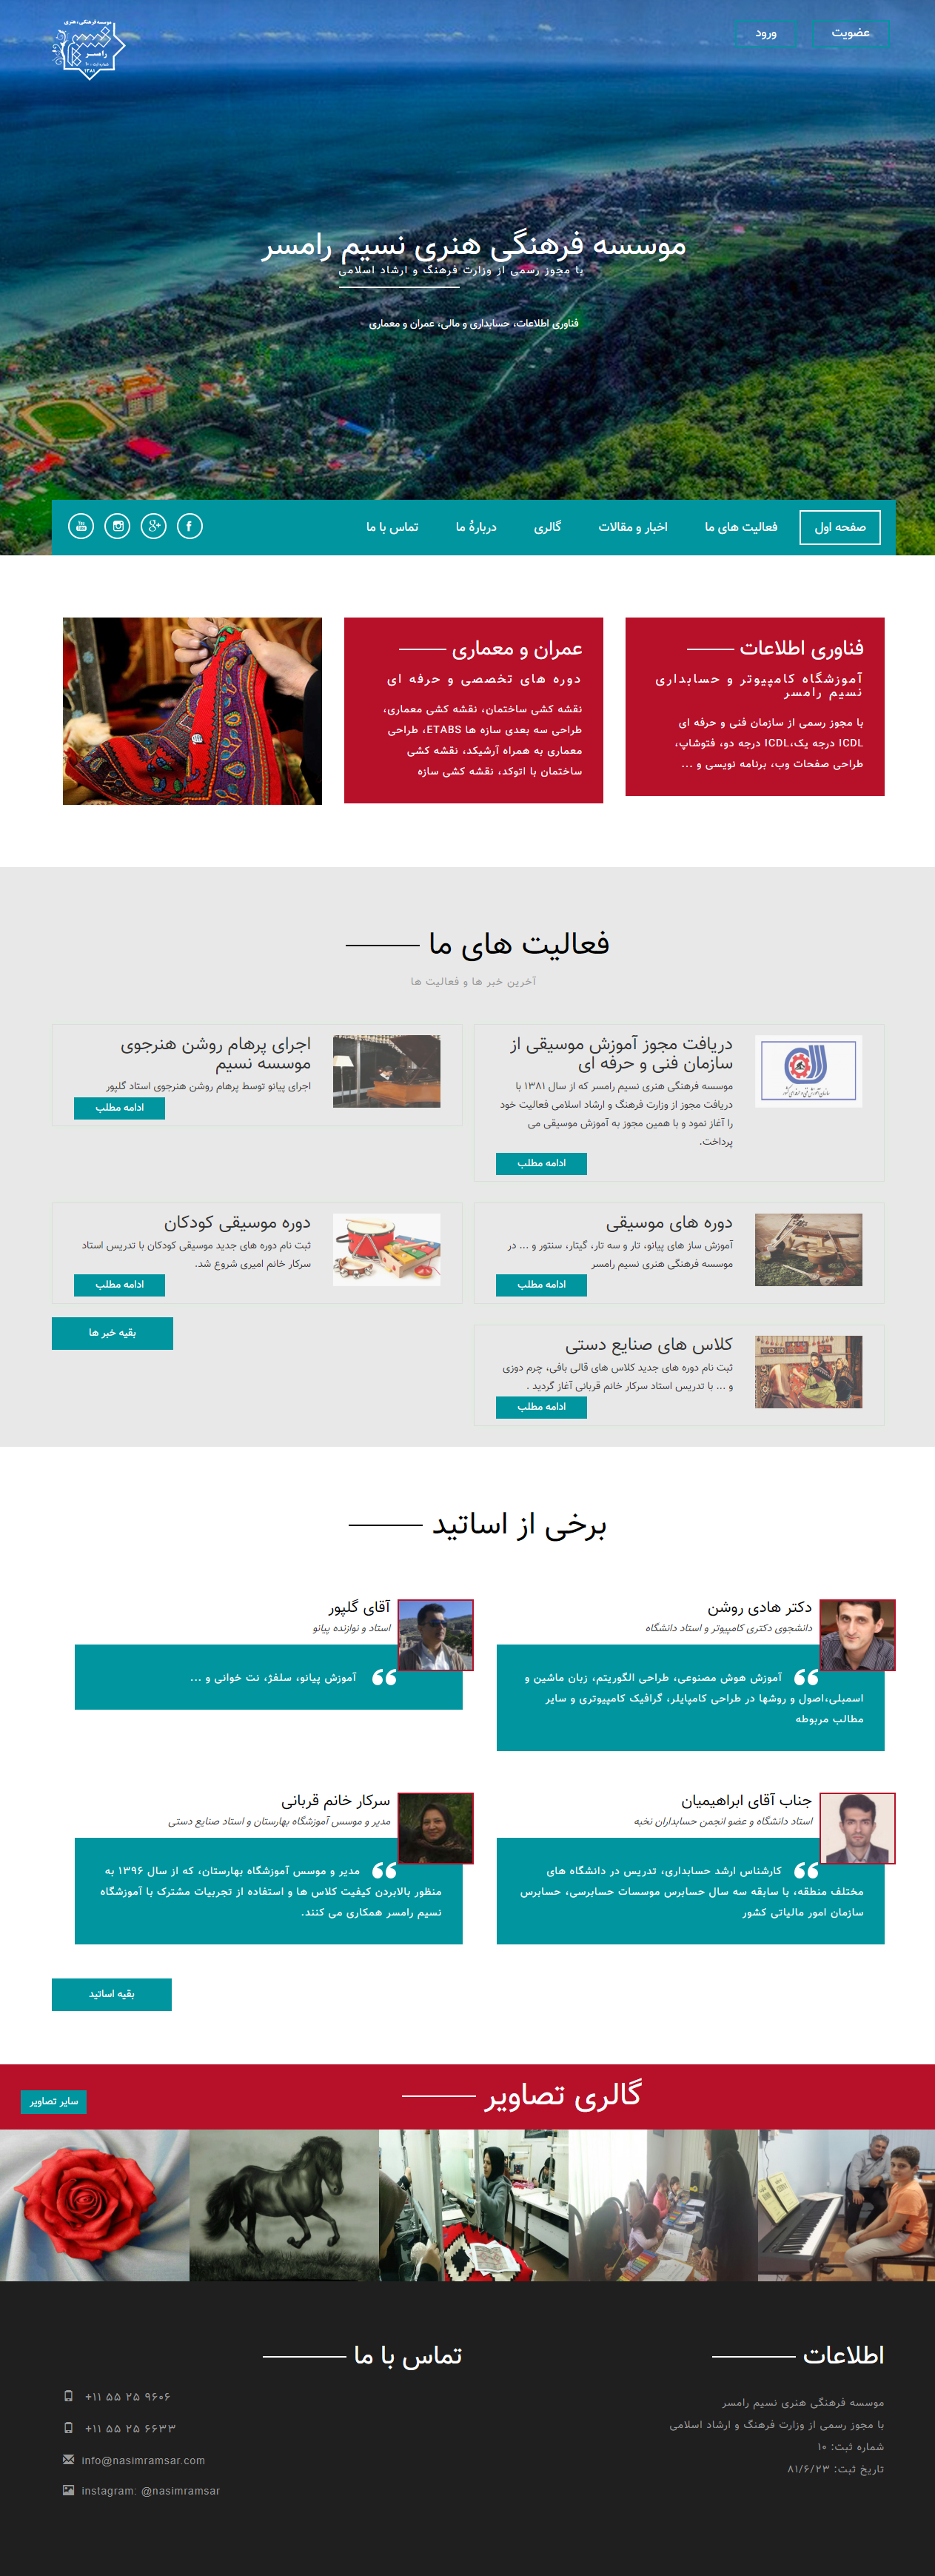 عضویت
ورود
موسسه فرهنگی، هنری
نسیم
رامسر
شماره ثبت: ۱۰
۱۳۸۱
موسسه فرهنگی هنری نسیم رامسر
با مجوز رسمی از وزارت فرهنگ و ارشاد اسلامی
فناوری اطلاعات، حسابداری و مالی، عمران و معماری
صفحه اول
فعالیت های ما
اخبار و مقالات
گالری
دربارهٔ ما
تماس با ما
فناوری اطلاعات
آموزشگاه کامپیوتر و حسابداری
نسیم رامسر
با مجوز رسمی از سازمان فنی و حرفه ای
ICDL درجه یک،ICDL درجه دو، فتوشاپ،
طراحی صفحات وب، برنامه نویسی و ...
عمران و معماری
دوره های تخصصی و حرفه ای
نقشه کشی ساختمان، نقشه کشی معماری،
طراحی سه بعدی سازه ها ETABS، طراحی
معماری به همراه آرشیکد، نقشه کشی
ساختمان با اتوکد، نقشه کشی سازه
فعالیت های ما
آخرین خبر ها و فعالیت ها
دریافت مجوز آموزش موسیقی از
سازمان فنی و حرفه ای
موسسه فرهنگی هنری نسیم رامسر که از سال ۱۳۸۱ با
دریافت مجوز از وزارت فرهنگ و ارشاد اسلامی فعالیت خود
را آغاز نمود و با همین مجوز به آموزش موسیقی می
پرداخت.
ادامه مطلب
اجرای پرهام روشن هنرجوی
موسسه نسیم
اجرای پیانو توسط پرهام روشن هنرجوی استاد گلپور
ادامه مطلب
دوره های موسیقی
آموزش ساز های پیانو، تار و سه تار، گیتار، سنتور و ... در
موسسه فرهنگی هنری نسیم رامسر
ادامه مطلب
دوره موسیقی کودکان
ثبت نام دوره های جدید موسیقی کودکان با تدریس استاد
سرکار خانم امیری شروع شد.
ادامه مطلب
کلاس های صنایع دستی
ثبت نام دوره های جدید کلاس های قالی بافی، چرم دوزی
و ... با تدریس استاد سرکار خانم قربانی آغاز گردید .
ادامه مطلب
بقیه خبر ها
برخی از اساتید
دکتر هادی روشن
دانشجوی دکتری کامپیوتر و استاد دانشگاه
آموزش هوش مصنوعی، طراحی الگوریتم، زبان ماشین و
اسمبلی،اصول و روشها در طراحی کامپایلر، گرافیک کامپیوتری و سایر
مطالب مربوطه
آقای گلپور
استاد و نوازنده پیانو
آموزش پیانو، سلفژ، نت خوانی و ...
جناب آقای ابراهیمیان
استاد دانشگاه و عضو انجمن حسابداران نخبه
کارشناس ارشد حسابداری، تدریس در دانشگاه های
مختلف منطقه، با سابقه سه سال حسابرس موسسات حسابرسی، حسابرس
سازمان امور مالیاتی کشور
سرکار خانم قربانی
مدیر و موسس آموزشگاه بهارستان و استاد صنایع دستی
مدیر و موسس آموزشگاه بهارستان، که از سال ۱۳۹۶ به
منظور بالابردن کیفیت کلاس ها و استفاده از تجربیات مشترک با آموزشگاه
نسیم رامسر همکاری می کنند.
بقیه اساتید
گالری تصاویر
سایر تصاویر
اطلاعات
موسسه فرهنگی هنری نسیم رامسر
با مجوز رسمی از وزارت فرهنگ و ارشاد اسلامی
شماره ثبت: ۱۰
تاریخ ثبت: ۸۱/۶/۲۳
تماس با ما
+۱۱ ۵۵ ۲۵ ۹۶۰۶
+۱۱ ۵۵ ۲۵ ۶۶۳۳
info@nasimramsar.com
instagram: @nasimramsar